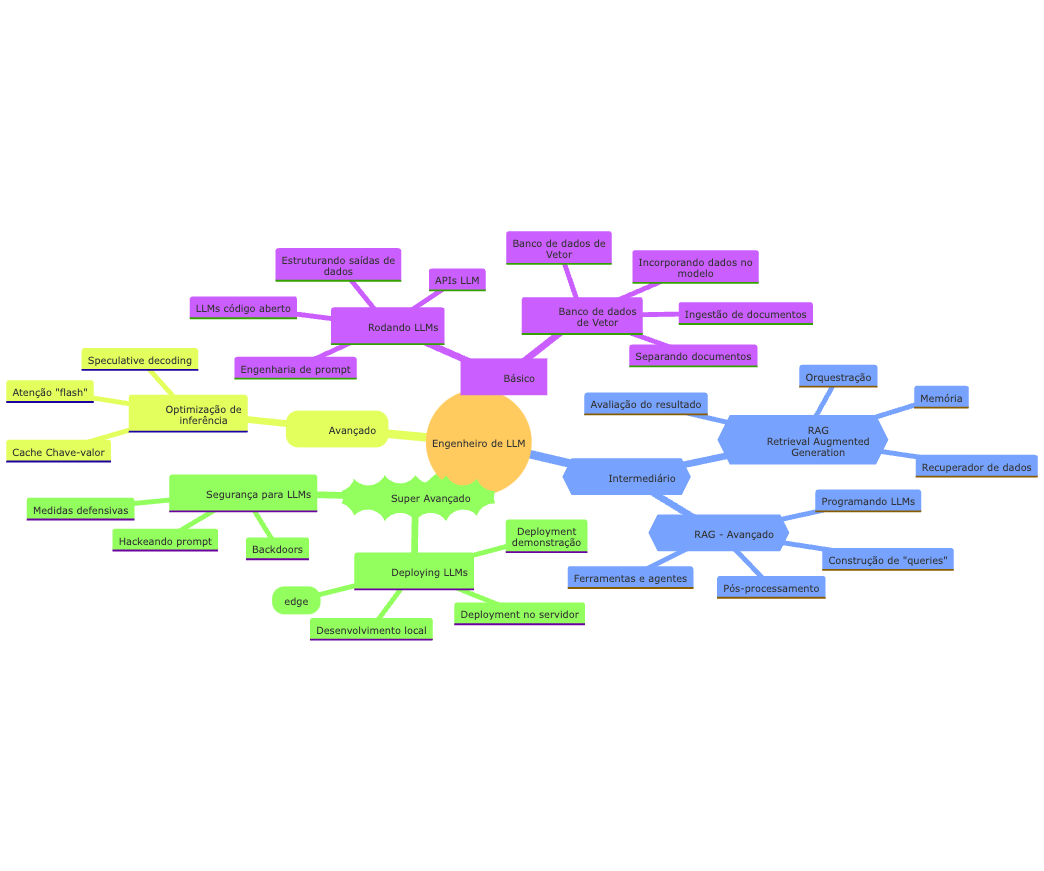 Banco de dados de
Vetor
Estruturando saídas de
dados
Incorporando dados no
modelo
APIs LLM
LLMs código aberto
Rodando LLMs
Banco de dados
de Vetor
Ingestão de documentos
Engenharia de prompt
Separando documentos
Básico
Speculative decoding
Atenção "flash"
Optimização de
inferência
Cache Chave-valor
Avançado
Engenheiro de LLM
Orquestração
Avaliação do resultado
Memória
RAG
Retrieval Augmented
Generation
Recuperador de dados
Intermediário
Programando LLMs
RAG - Avançado
Construção de "queries"
Ferramentas e agentes
Pós-processamento
Segurança para LLMs
Super Avançado
Medidas defensivas
Hackeando prompt
Backdoors
Deployment
demonstração
Deploying LLMs
edge
Desenvolvimento local
Deployment no servidor